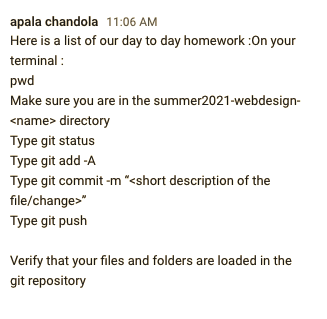 apala chandola 11:06 AM
Here is a list of our day to day homework :On your
terminal :
pwd
Make sure you are in the summer2021-webdesign-
<name> directory
Type git status
Type git add -A
Type git commit -m “<short description of the
file/change>”
Type git push
Verify that your files and folders are loaded in the
git repository